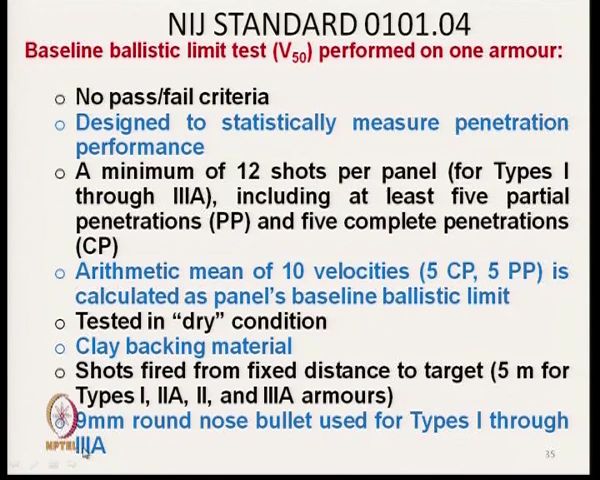 NIJ STANDARD 0101.04
Baseline ballistic limit test (V50) performed on one armour:
o No pass/fail criteria
o Designed to statistically measure penetration
performance
o A minimum of 12 shots per panel (for Types I
through IIIA), including at least five partial
penetrations (PP) and five complete penetrations
(CP)
o Arithmetic mean of 10 velocities (5 CP, 5 PP) is
calculated as panel's baseline ballistic limit
o Tested in “dry” condition
o Clay backing material
o Shots fired from fixed distance to target (5 m for
Types I, IIA, II, and IIIA armours)
o 9mm round nose bullet used for Types I through
IIIA
NPTEL
35